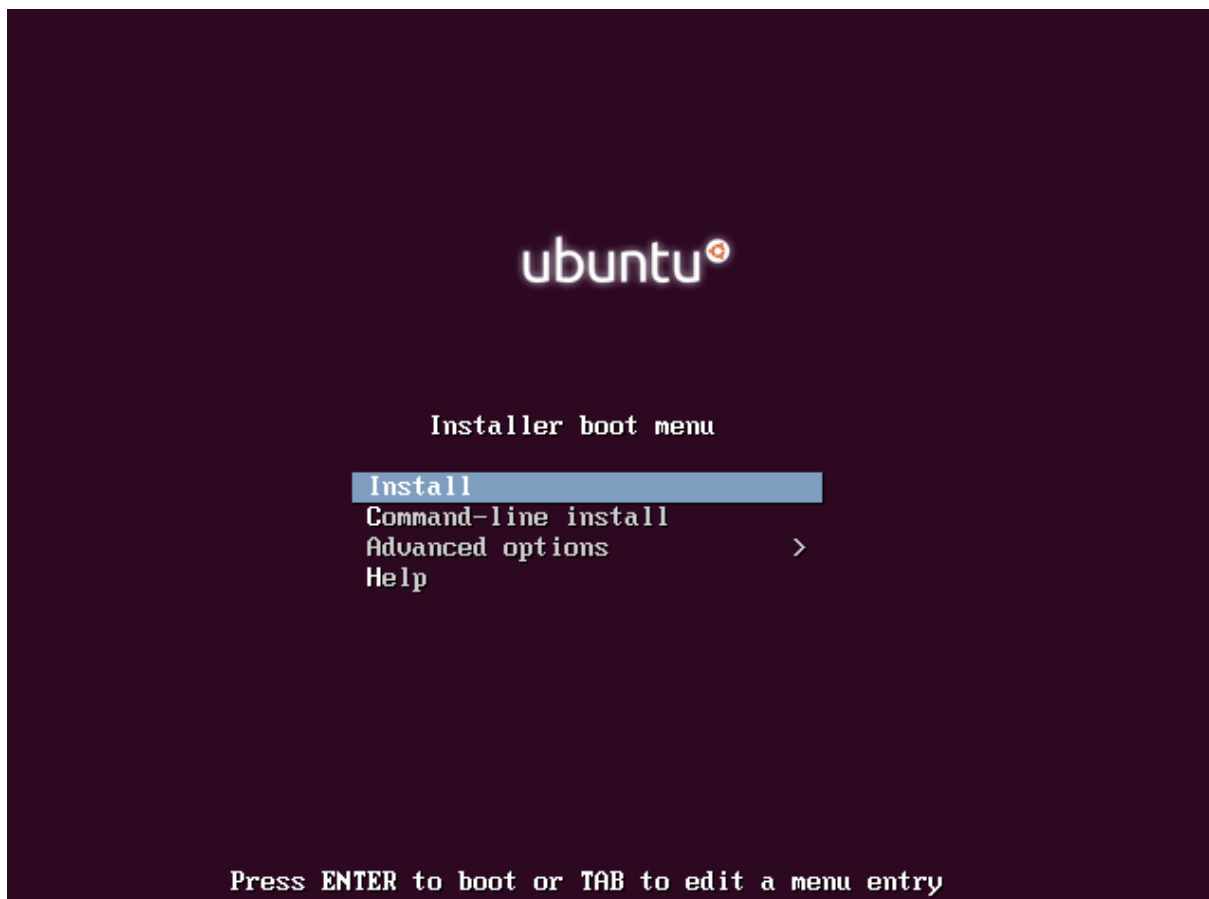 ubuntu
Installer boot menu
Install
Command-line install
Advanced options >
Help
Press ENTER to boot or TAB to edit a menu entry